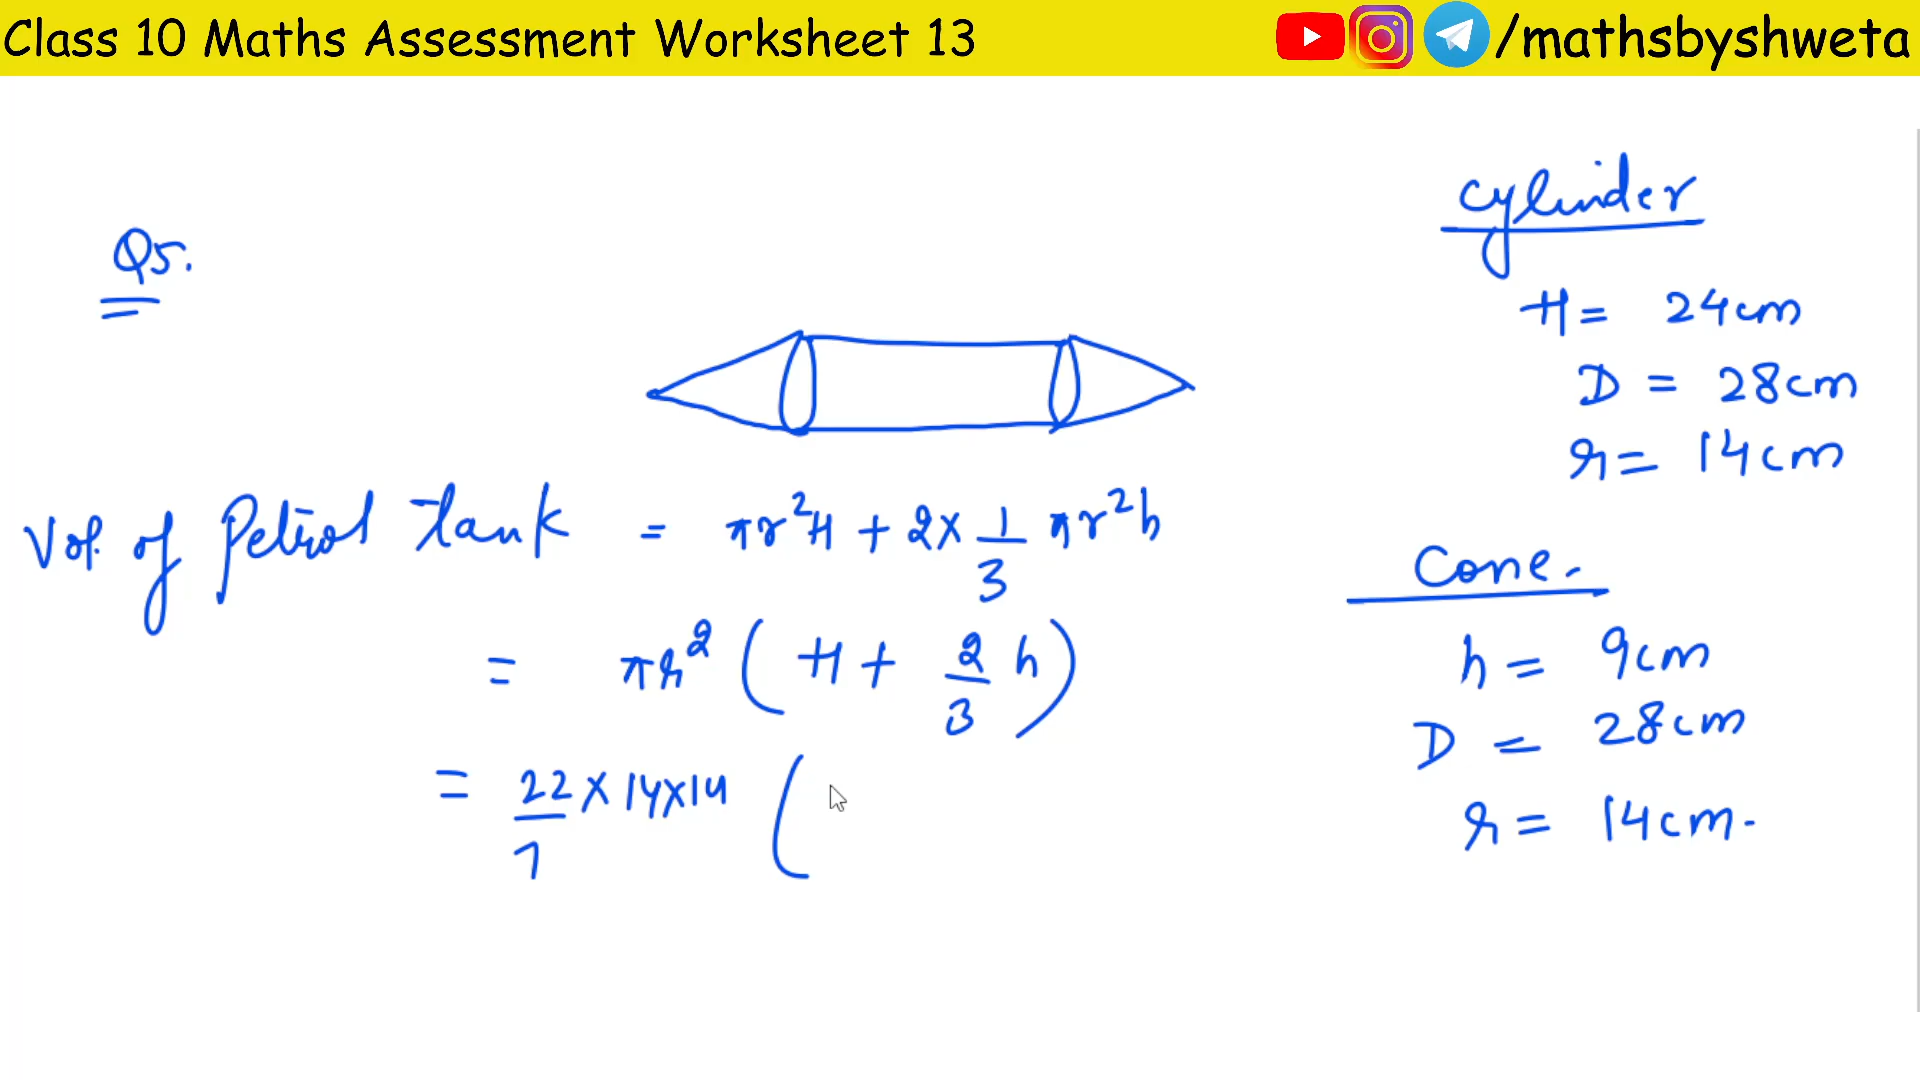 Class 10 Maths Assessment Worksheet 13
/mathsbyshweta
Q5.
Cylinder
H = 24cm
D = 28cm
r = 14cm
Vol. of Petrol tank = πr²H + 2 × 1/3 πr²h
= πr² ( H + 2/3 h )
= 22/7 × 14 × 14 (
Cone.
h = 9cm
D = 28cm
r = 14cm.